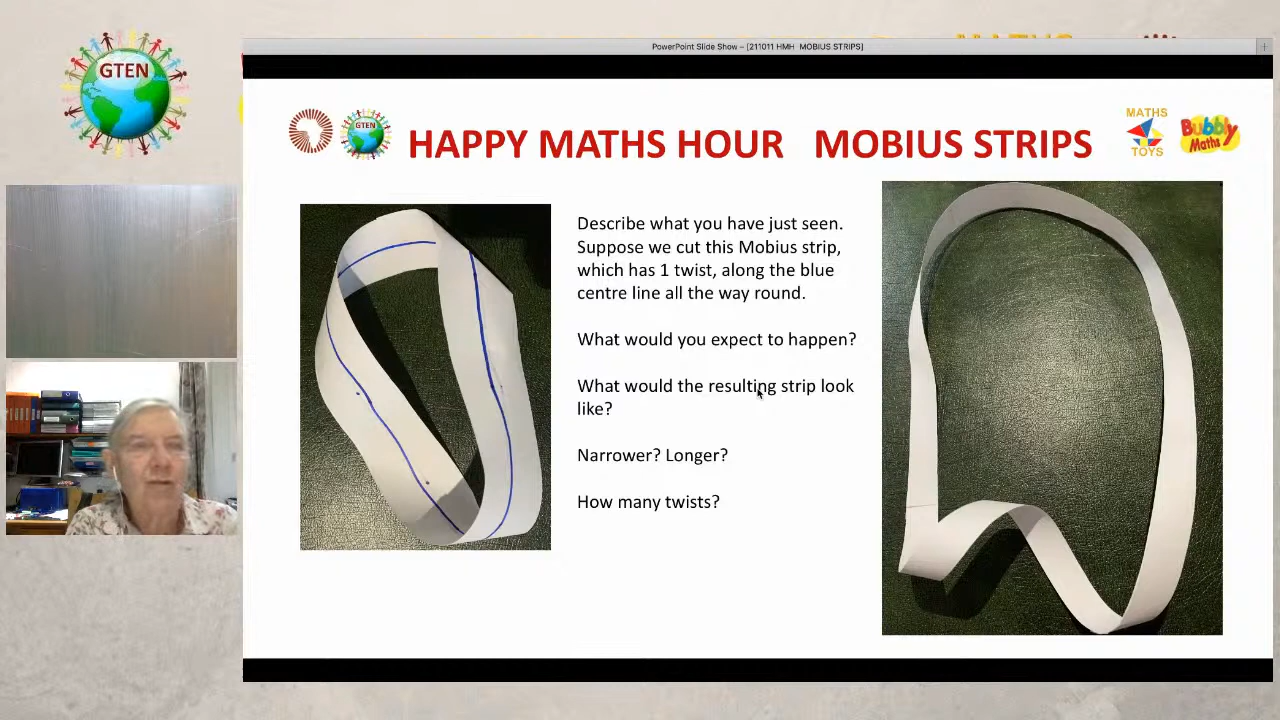 GTEN
PowerPoint Slide Show – [211011 HMH MOBIUS STRIPS]
GTEN
HAPPY MATHS HOUR MOBIUS STRIPS
MATHS
TOYS
Bubbly
Maths
Describe what you have just seen.
Suppose we cut this Mobius strip,
which has 1 twist, along the blue
centre line all the way round.
What would you expect to happen?
What would the resulting strip look
like?
Narrower? Longer?
How many twists?